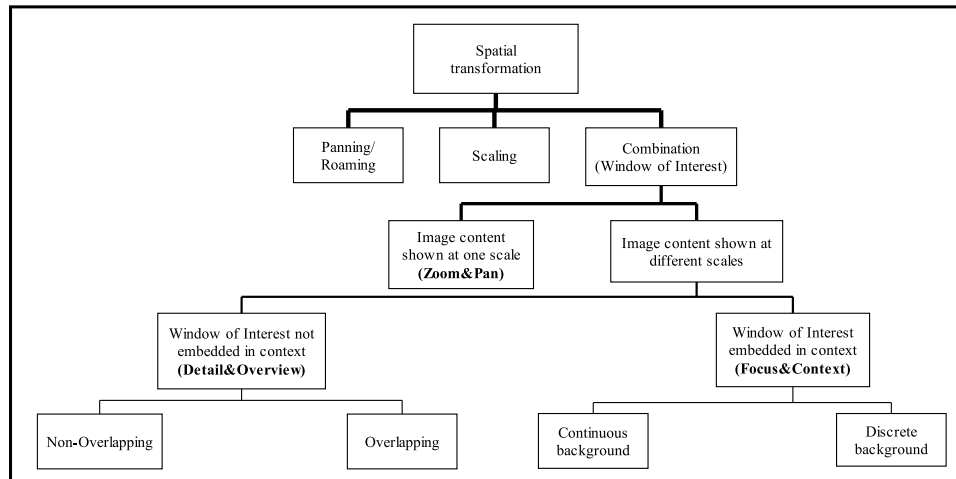 Spatial
transformation
Panning/
Roaming
Scaling
Combination
(Window of Interest)
Image content
shown at one scale
(Zoom&Pan)
Image content shown at
different scales
Window of Interest not
embedded in context
(Detail&Overview)
Window of Interest
embedded in context
(Focus&Context)
Non-Overlapping
Overlapping
Continuous
background
Discrete
background